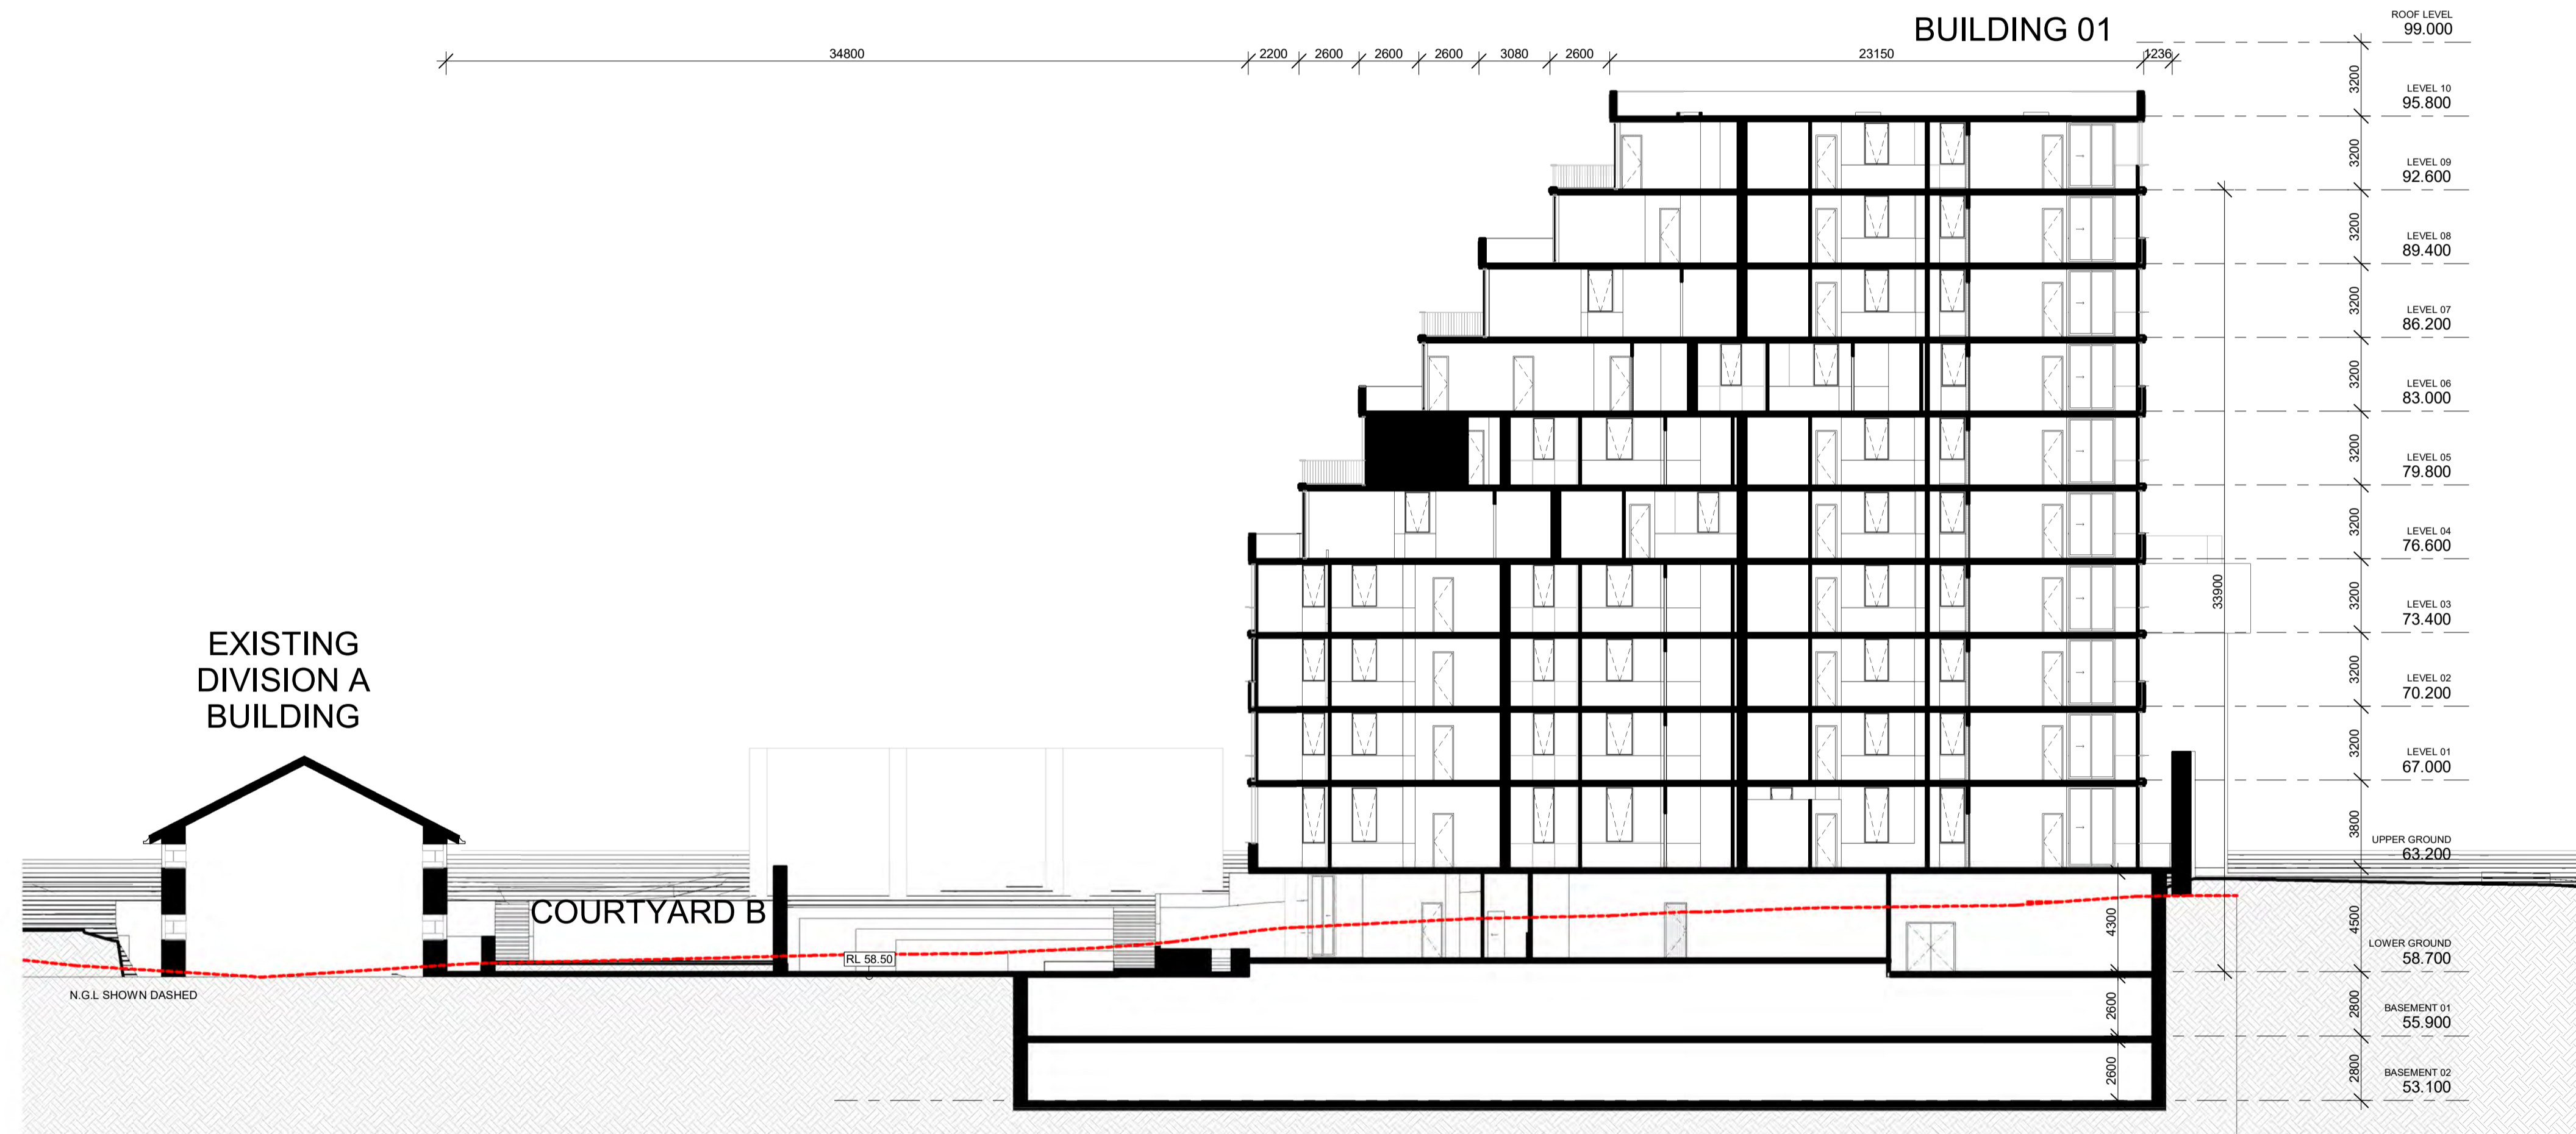 BUILDING 01
34800
2200
2600
2600
2600
3080
2600
23150
1236
ROOF LEVEL
99.000
3200
LEVEL 10
95.800
3200
LEVEL 09
92.600
3200
LEVEL 08
89.400
3200
LEVEL 07
86.200
3200
LEVEL 06
83.000
3200
LEVEL 05
79.800
3200
LEVEL 04
76.600
3200
LEVEL 03
73.400
3200
LEVEL 02
70.200
3200
LEVEL 01
67.000
3800
UPPER GROUND
63.200
4500
LOWER GROUND
58.700
2800
BASEMENT 01
55.900
2800
BASEMENT 02
53.100
33900
4300
2600
2600
EXISTING
DIVISION A
BUILDING
COURTYARD B
RL 58.50
N.G.L SHOWN DASHED